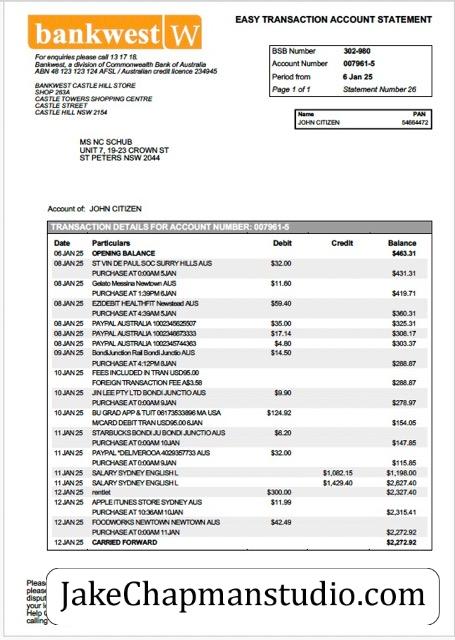 EASY TRANSACTION ACCOUNT STATEMENT
bankwest W
For enquiries please call 13 17 18.
Bankwest, a division of Commonwealth Bank of Australia
ABN 48 123 123 124 AFSL / Australian credit licence 234945
BSB Number 302-980
Account Number 007961-5
Period from 6 Jan 25
Page 1 of 1 Statement Number 26
BANKWEST CASTLE HILL STORE
SHOP 263A
CASTLE TOWERS SHOPPING CENTRE
CASTLE STREET
CASTLE HILL NSW 2154
Name PAN
JOHN CITIZEN 54664472
MS NC SCHUB
UNIT 7, 19-23 CROWN ST
ST PETERS NSW 2044
Account of: JOHN CITIZEN
TRANSACTION DETAILS FOR ACCOUNT NUMBER: 007961-5
Date Particulars Debit Credit Balance
06 JAN 25 OPENING BALANCE $463.31
08 JAN 25 ST VIN DE PAUL SOC SURRY HILLS AUS $32.00
PURCHASE AT 0:00AM 5JAN $431.31
08 JAN 25 Gelato Messina Newtown AUS $11.60
PURCHASE AT 1:39PM 6JAN $419.71
08 JAN 25 EZIDEBIT HEALTHFIT Newstead AUS $59.40
PURCHASE AT 4:39AM 5JAN $360.31
08 JAN 25 PAYPAL AUSTRALIA 1002345625507 $35.00 $325.31
08 JAN 25 PAYPAL AUSTRALIA 1002346673333 $17.14 $308.17
08 JAN 25 PAYPAL AUSTRALIA 1002345744363 $4.80 $303.37
09 JAN 25 BondiJunction Rail Bondi Junctio AUS $14.50
PURCHASE AT 4:12PM 8JAN $288.87
10 JAN 25 FEES INCLUDED IN TRAN USD95.00
FOREIGN TRANSACTION FEE A$3.58 $288.87
10 JAN 25 JIN LEE PTY LTD BONDI JUNCTIO AUS $9.90
PURCHASE AT 0:00AM 9JAN $278.97
10 JAN 25 BU GRAD APP & TUIT 06173533896 MA USA $124.92
M/CARD DEBIT TRAN USD95.00 6JAN $154.05
11 JAN 25 STARBUCKS BONDI JU BONDI JUNCTIO AUS $6.20
PURCHASE AT 0:00AM 10JAN $147.85
11 JAN 25 PAYPAL *DELIVEROOA 4029357733 AUS $32.00
PURCHASE AT 0:00AM 9JAN $115.85
11 JAN 25 SALARY SYDNEY ENGLISH L $1,082.15 $1,198.00
11 JAN 25 SALARY SYDNEY ENGLISH L $1,429.40 $2,627.40
12 JAN 25 rentlet $300.00 $2,327.40
12 JAN 25 APPLE ITUNES STORE SYDNEY AUS $11.99
PURCHASE AT 10:36AM 10JAN $2,315.41
12 JAN 25 FOODWORKS NEWTOWN NEWTOWN AUS $42.49
PURCHASE AT 0:00AM 11JAN $2,272.92
12 JAN 25 CARRIED FORWARD $2,272.92
JakeChapmanstudio.com